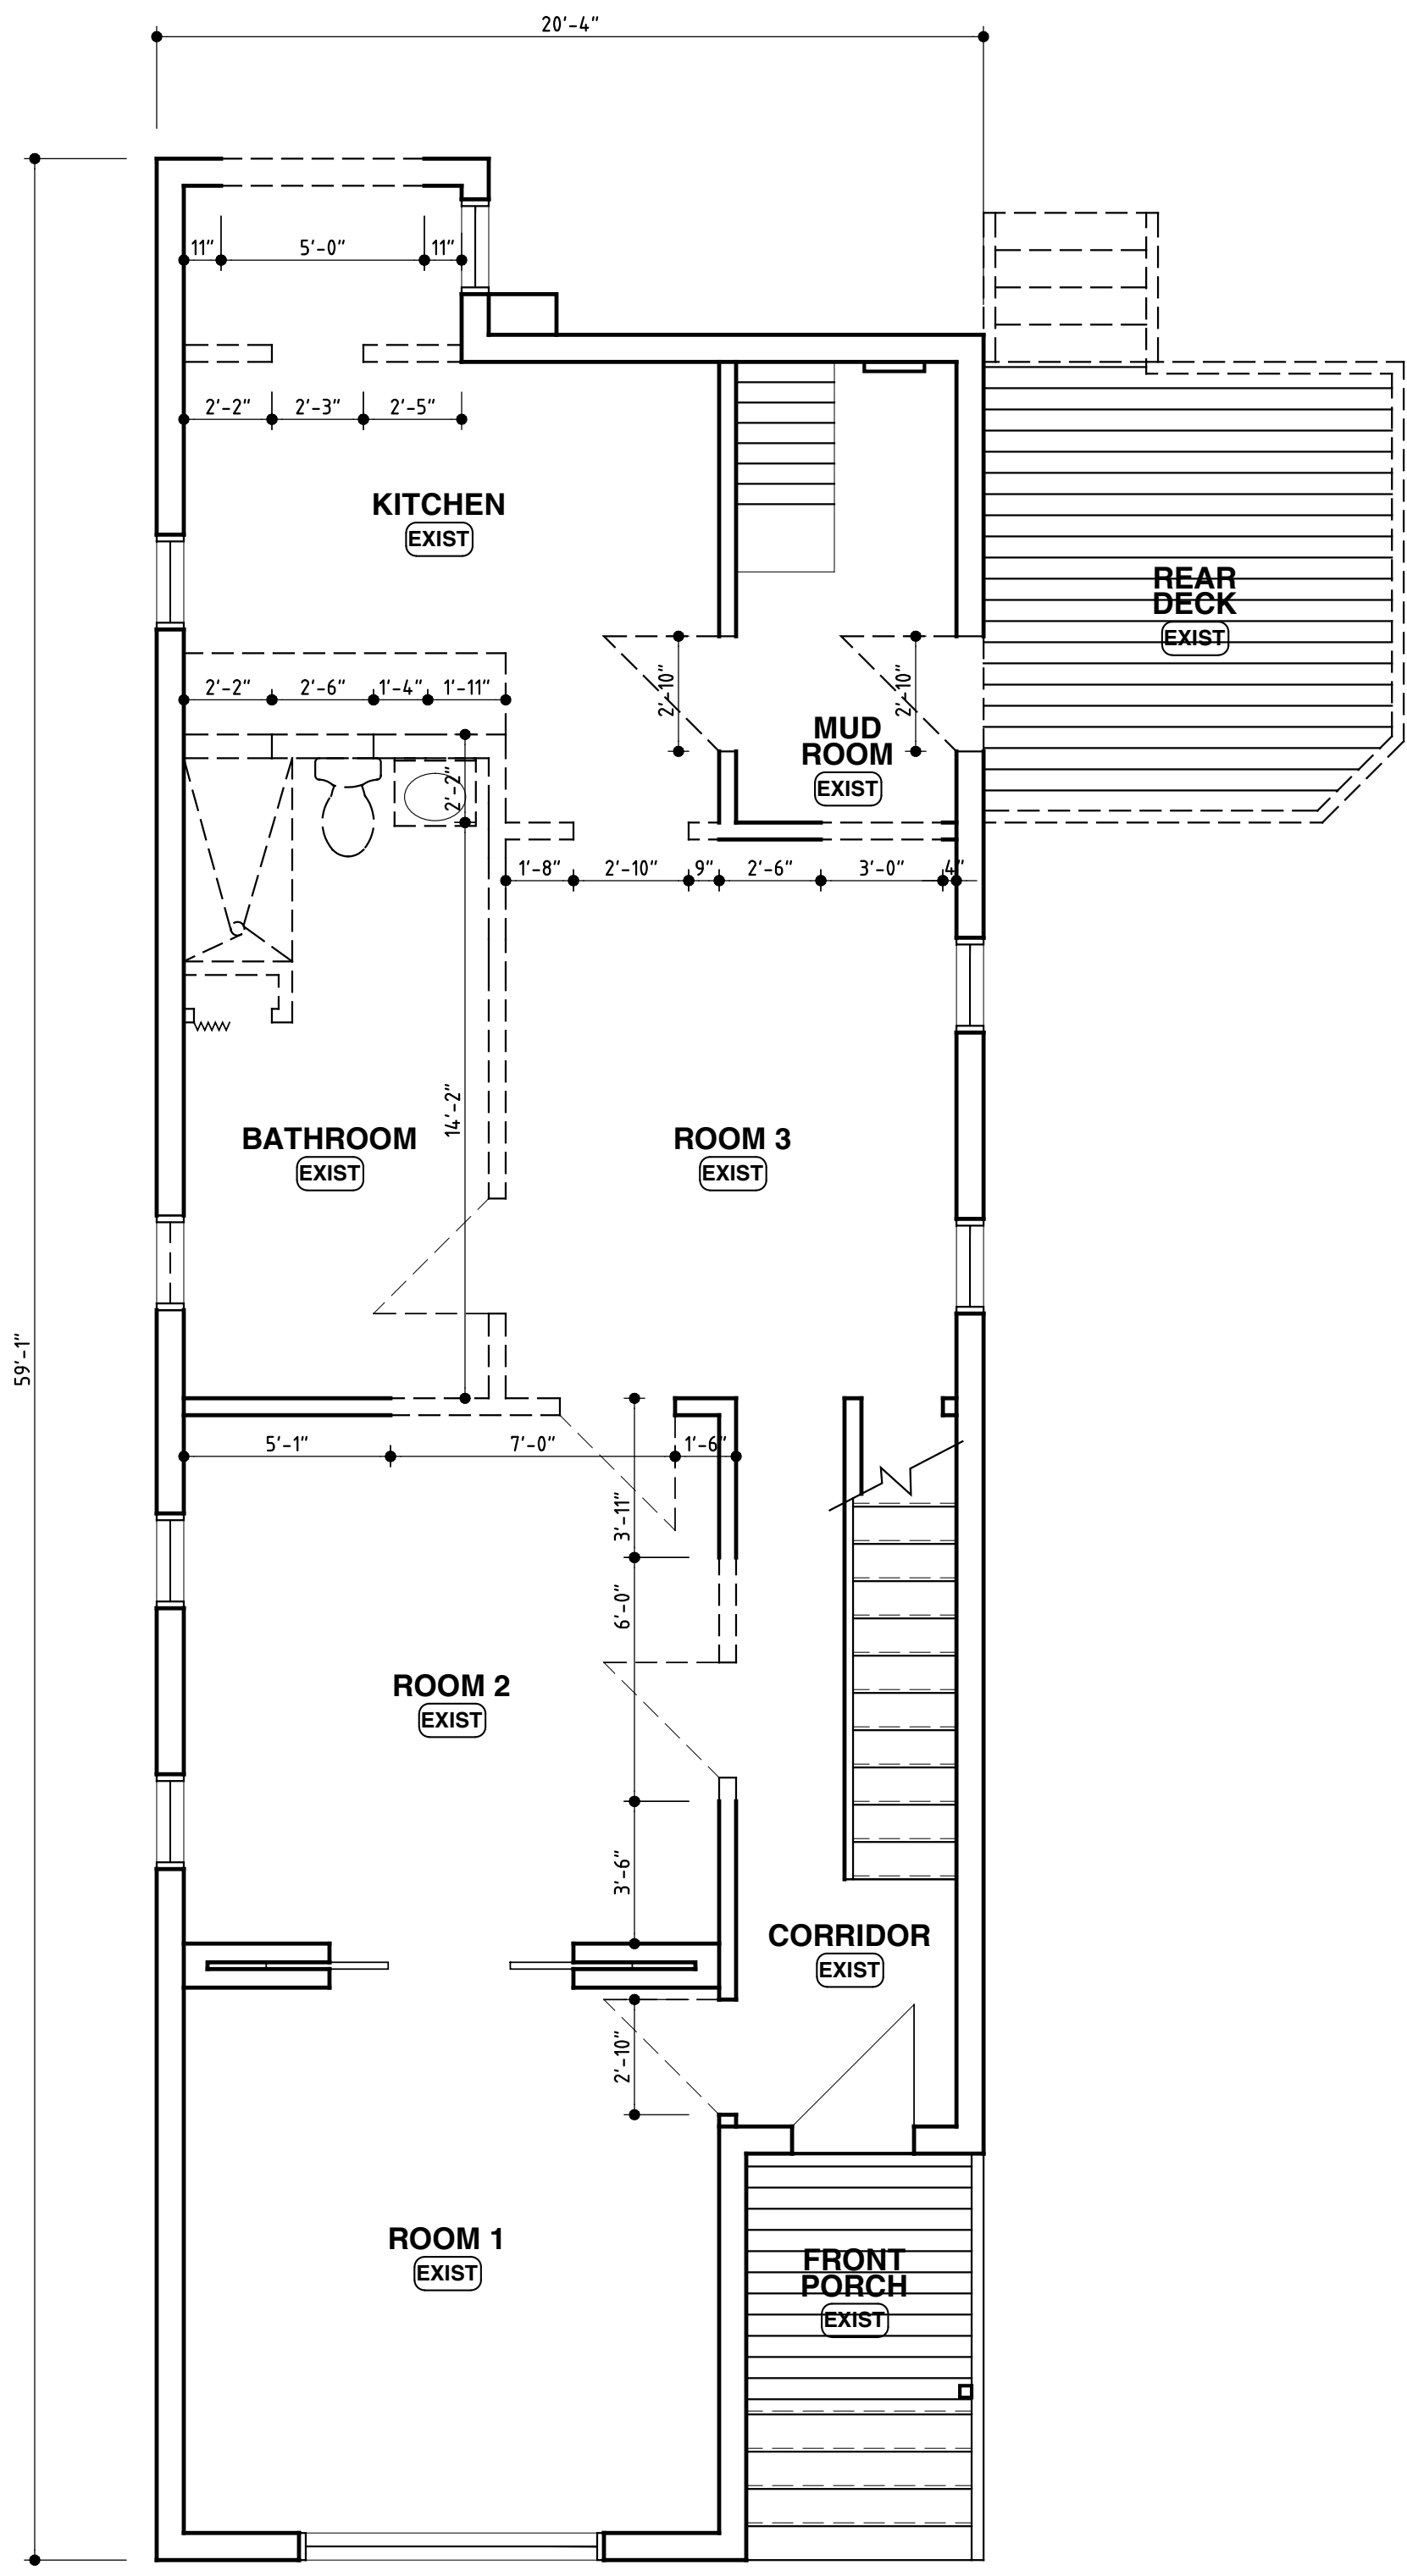 20'-4"
11" 5'-0" 11"
2'-2" 2'-3" 2'-5"
KITCHEN
EXIST
REAR
DECK
EXIST
2'-10"
2'-10"
2'-2" 2'-6" 1'-4" 1'-11"
MUD
ROOM
EXIST
2'-2"
1'-8" 2'-10" 9" 2'-6" 3'-0" 4"
14'-2"
BATHROOM
EXIST
ROOM 3
EXIST
59'-1"
5'-1" 7'-0" 1'-6"
3'-11"
6'-0"
ROOM 2
EXIST
3'-6"
CORRIDOR
EXIST
2'-10"
ROOM 1
EXIST
FRONT
PORCH
EXIST